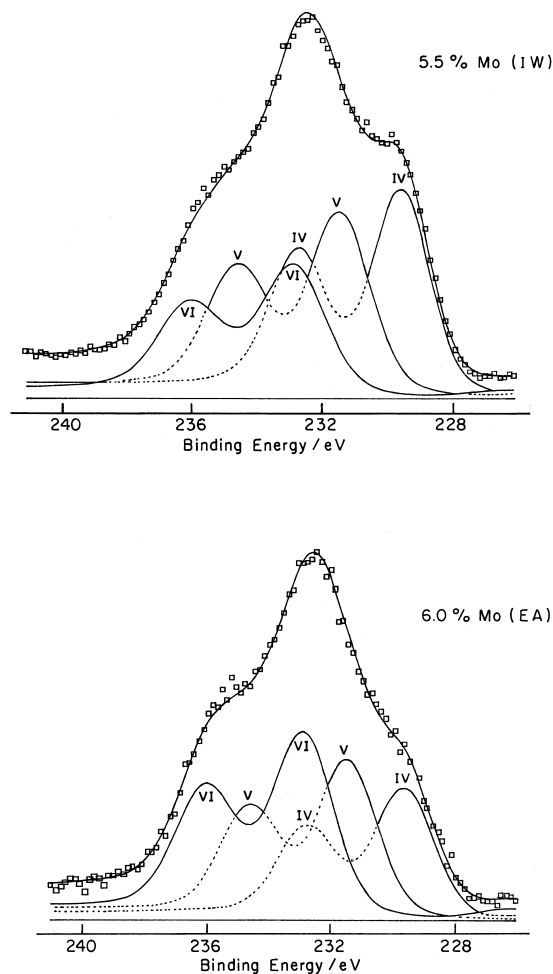 5.5 % Mo (IW)
IV
V
IV
V
VI
VI
240 236 232 228
Binding Energy / eV
6.0 % Mo (EA)
VI
V
IV
VI
V
IV
240 236 232 228
Binding Energy / eV